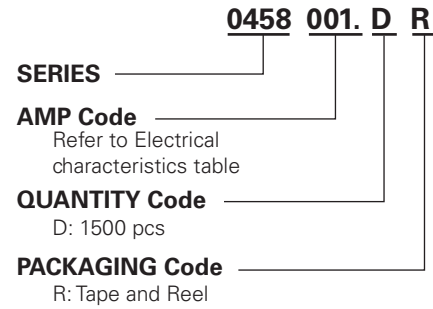 0458 001. D R
SERIES
AMP Code
Refer to Electrical
characteristics table
QUANTITY Code
D: 1500 pcs
PACKAGING Code
R: Tape and Reel